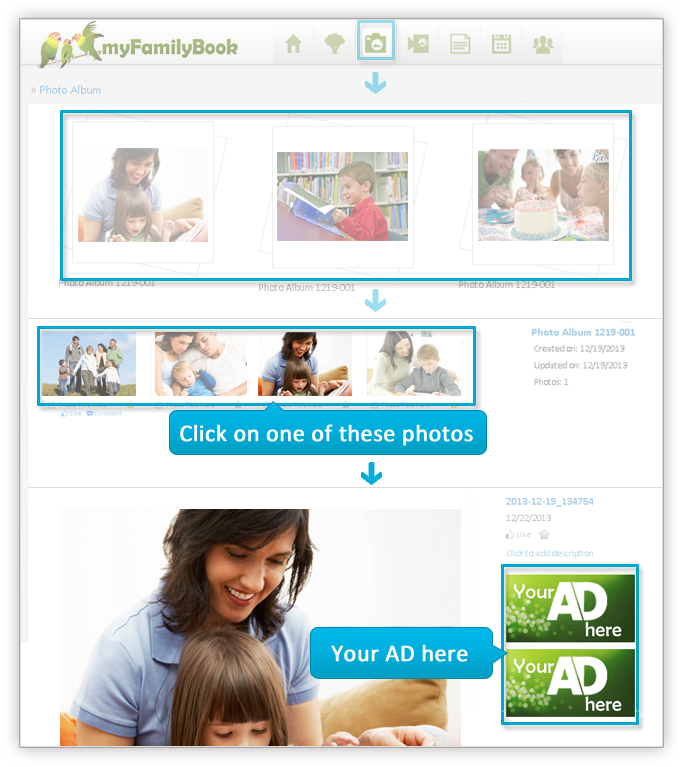 myFamilyBook
» Photo Album
Photo Album 1219-001
Photo Album 1219-001
Photo Album 1219-001
Photo Album 1219-001
Created on: 12/19/2013
Updated on: 12/19/2013
Photos: 1
Like Comment
Click on one of these photos
2013-12-19_134754
12/22/2013
Like
Click to add description
Your AD here
Your
AD
here
Your
AD
here